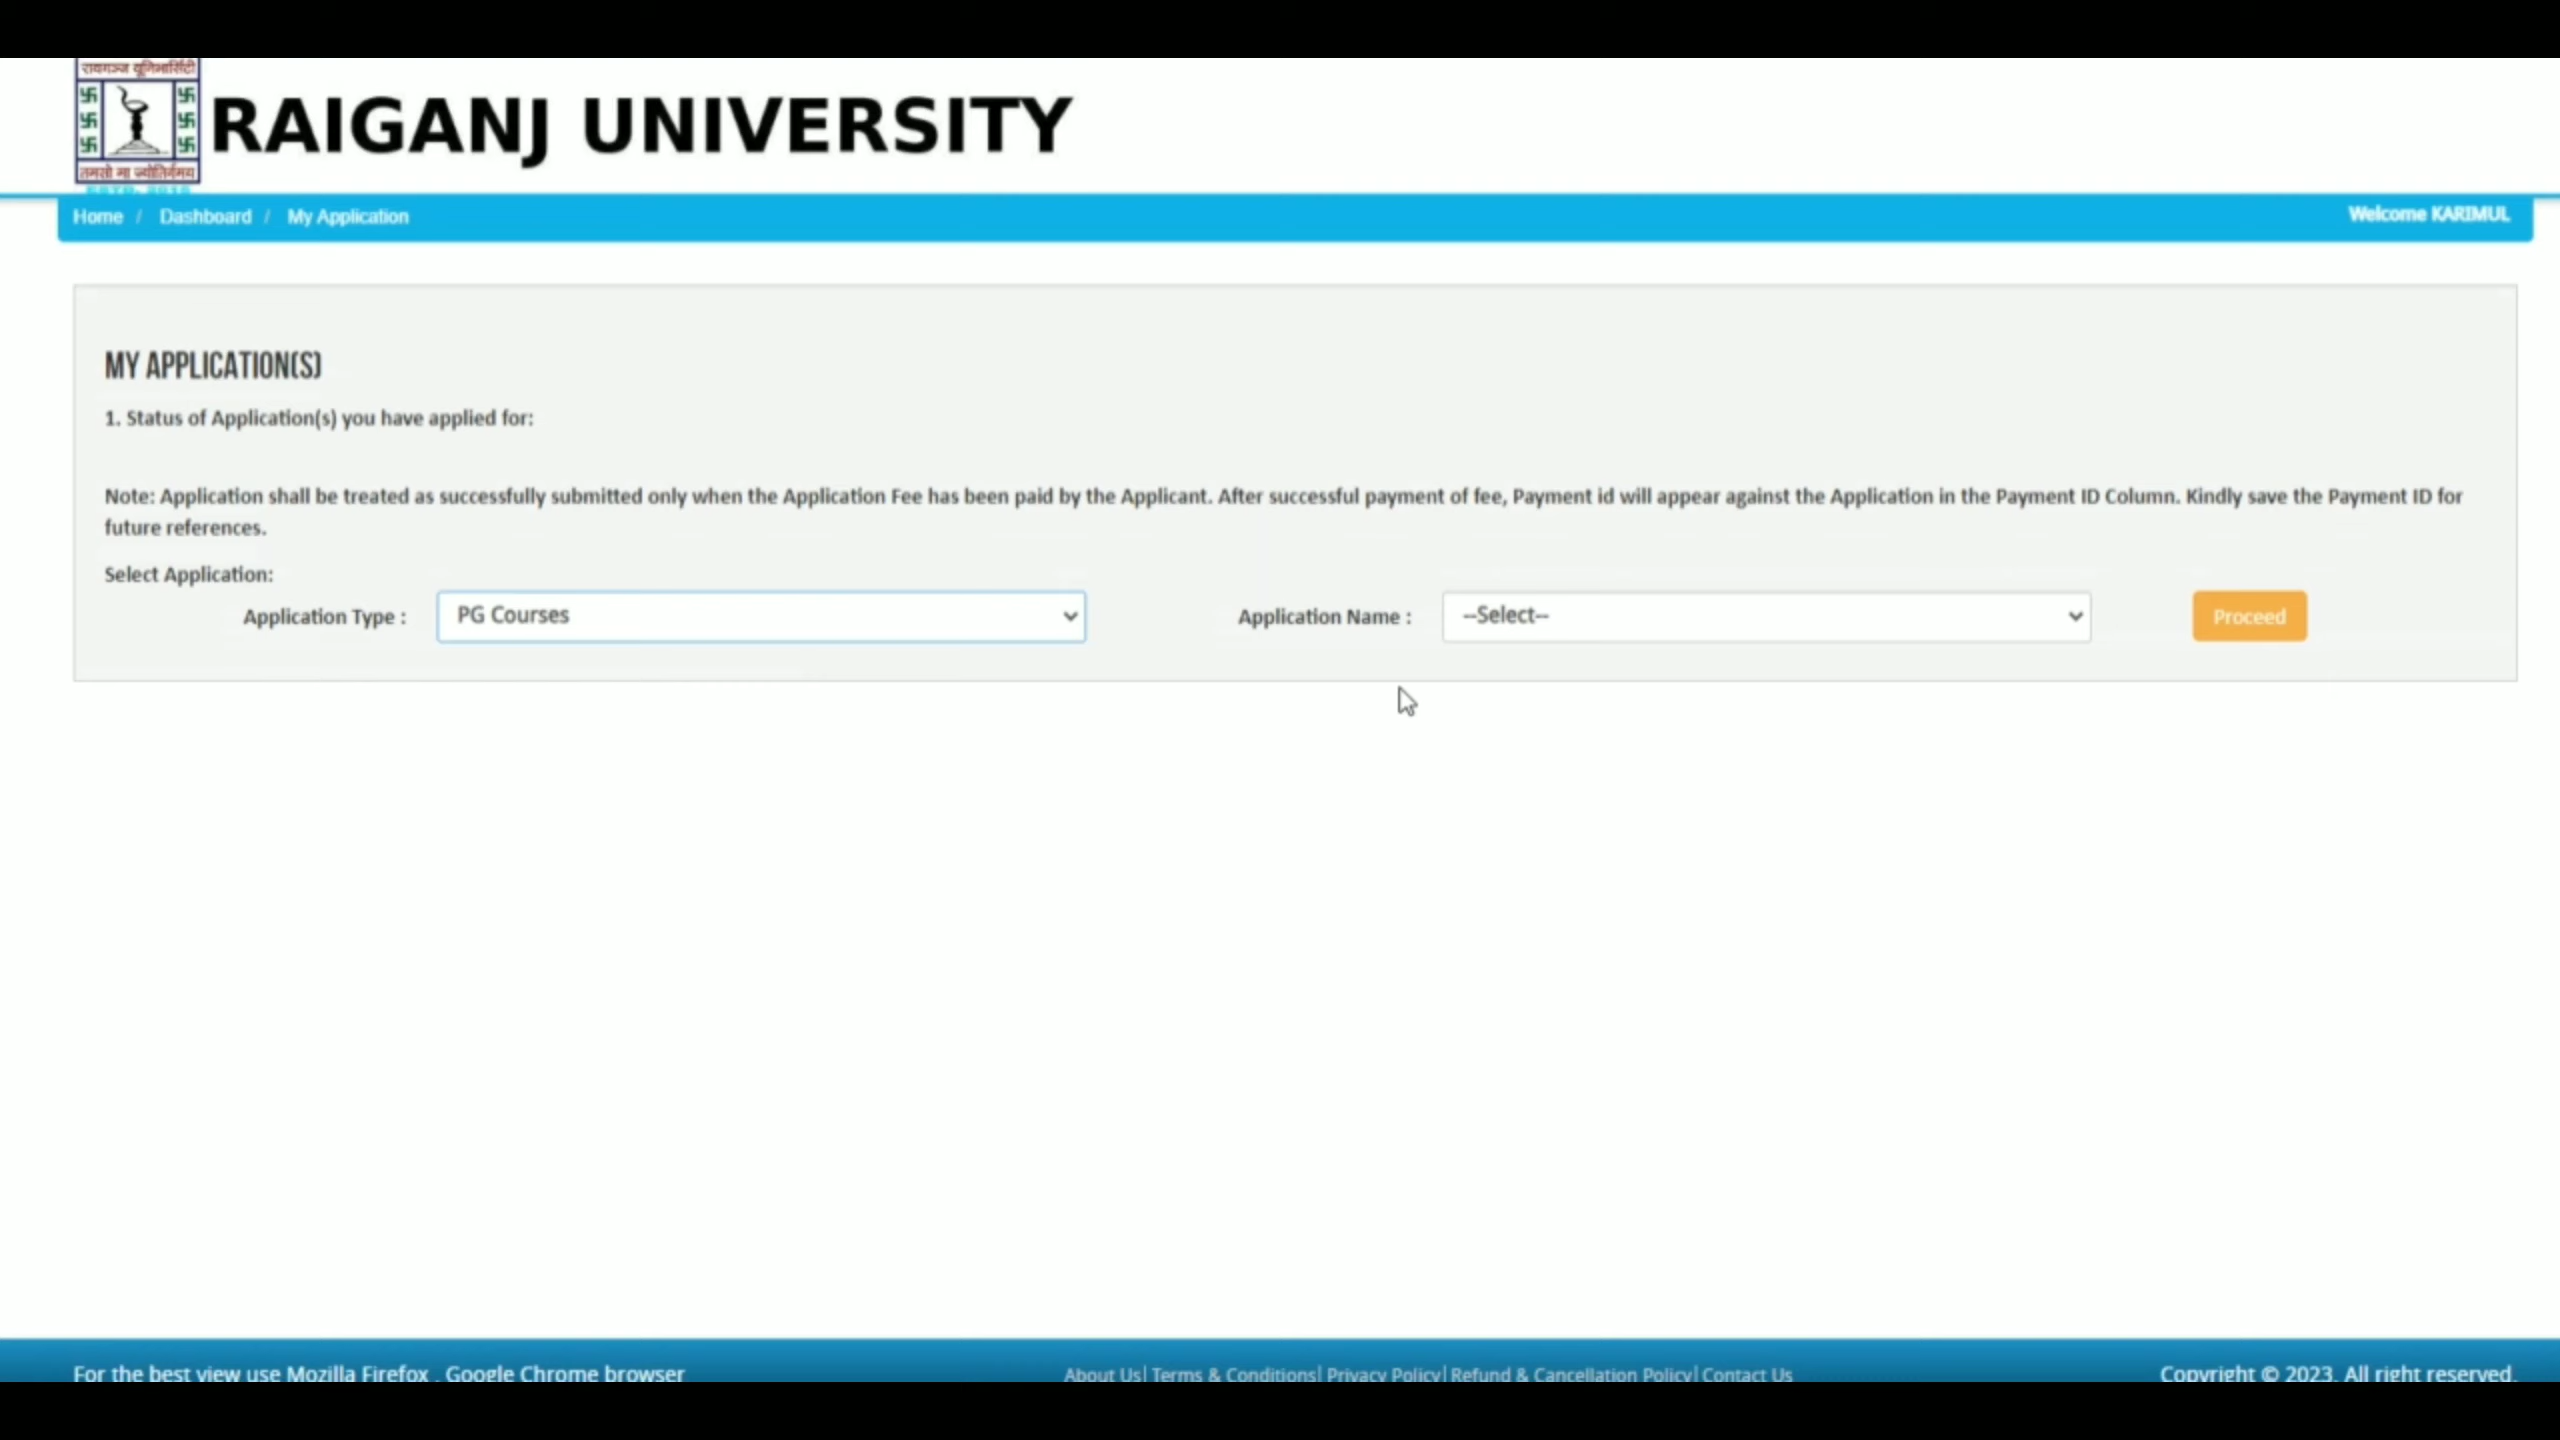 रायगञ्ज यूनिभार्सिटी
तमसो मा ज्योतिर्गमय
RAIGANJ UNIVERSITY
Home / Dashboard / My Application
Welcome KARIMUL
MY APPLICATION(S)
1. Status of Application(s) you have applied for:
Note: Application shall be treated as successfully submitted only when the Application Fee has been paid by the Applicant. After successful payment of fee, Payment id will appear against the Application in the Payment ID Column. Kindly save the Payment ID for
future references.
Select Application:
Application Type : PG Courses Application Name : --Select-- Proceed
For the best view use Mozilla Firefox , Google Chrome browser
About Us| Terms & Conditions| Privacy Policy| Refund & Cancellation Policy| Contact Us
Copyright © 2023. All right reserved.